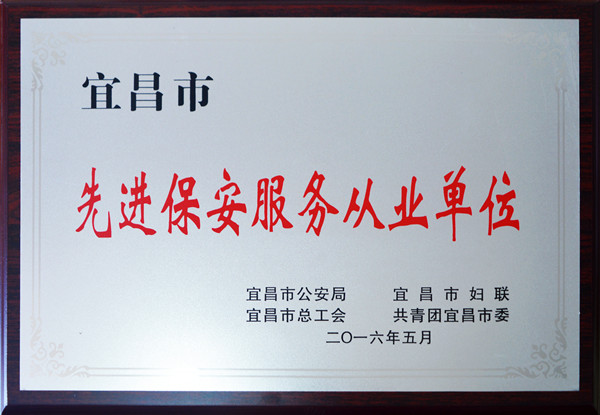 宜昌市
先进保安服务从业单位
宜昌市公安局 宜昌市妇联
宜昌市总工会 共青团宜昌市委
二〇一六年五月